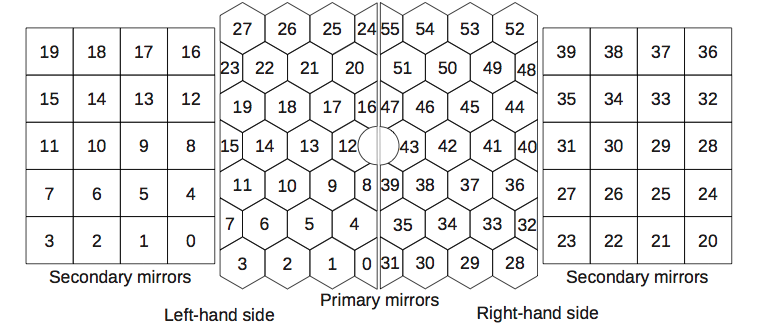 27 26 25 24 55 54 53 52
19 18 17 16 39 38 37 36
23 22 21 20 51 50 49 48
15 14 13 12 19 18 17 16 47 46 45 44 35 34 33 32
11 10 9 8 15 14 13 12 43 42 41 40 31 30 29 28
7 6 5 4 11 10 9 8 39 38 37 36 27 26 25 24
7 6 5 4 35 34 33 32
3 2 1 0 3 2 1 0 31 30 29 28 23 22 21 20
Secondary mirrors Secondary mirrors
Primary mirrors
Left-hand side Right-hand side